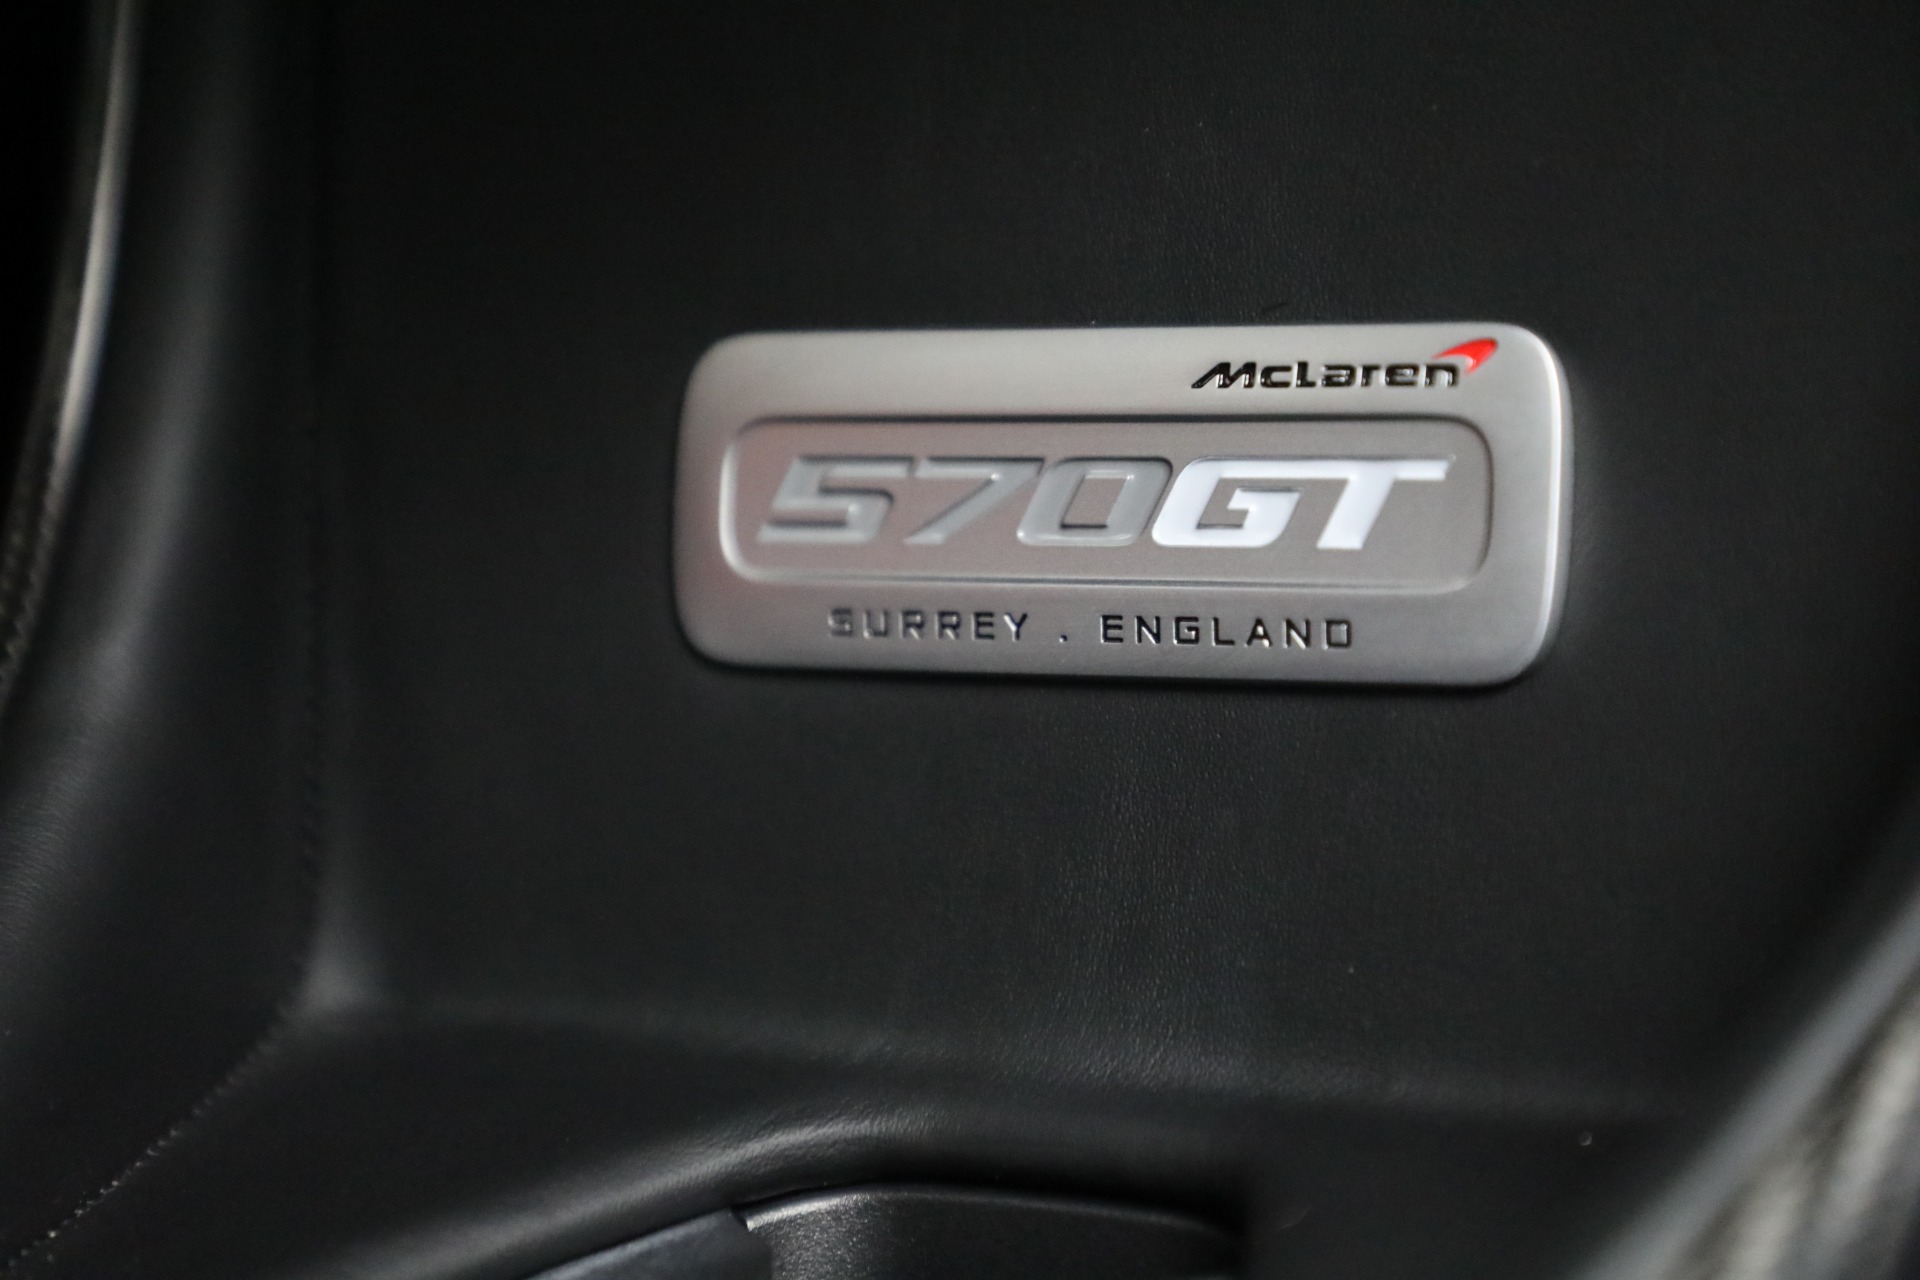 McLaren
570GT
SURREY . ENGLAND